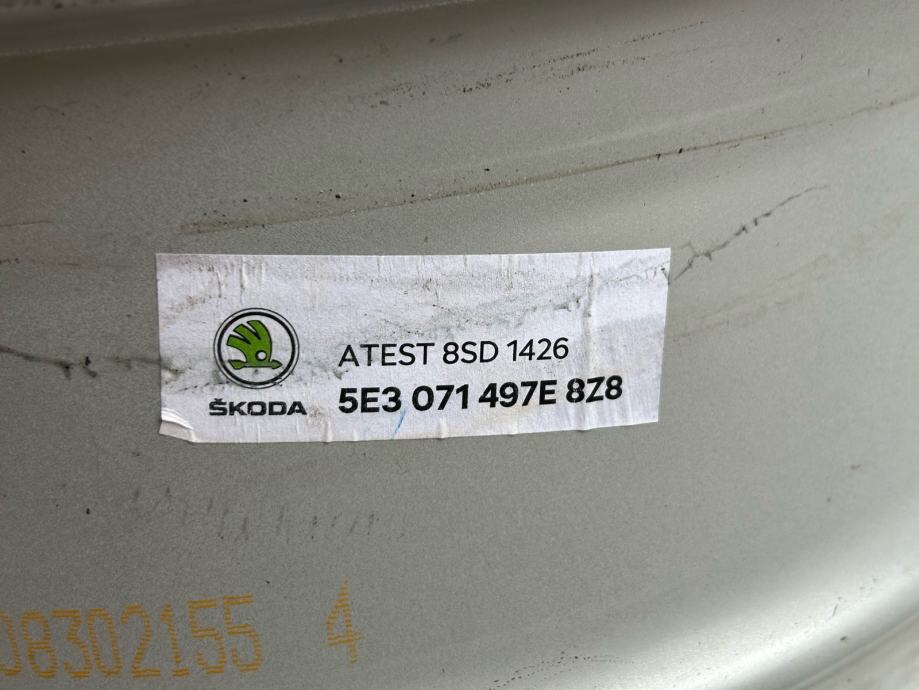 ATEST 8SD 1426
5E3 071 497E 8Z8
ŠKODA
08302155 4